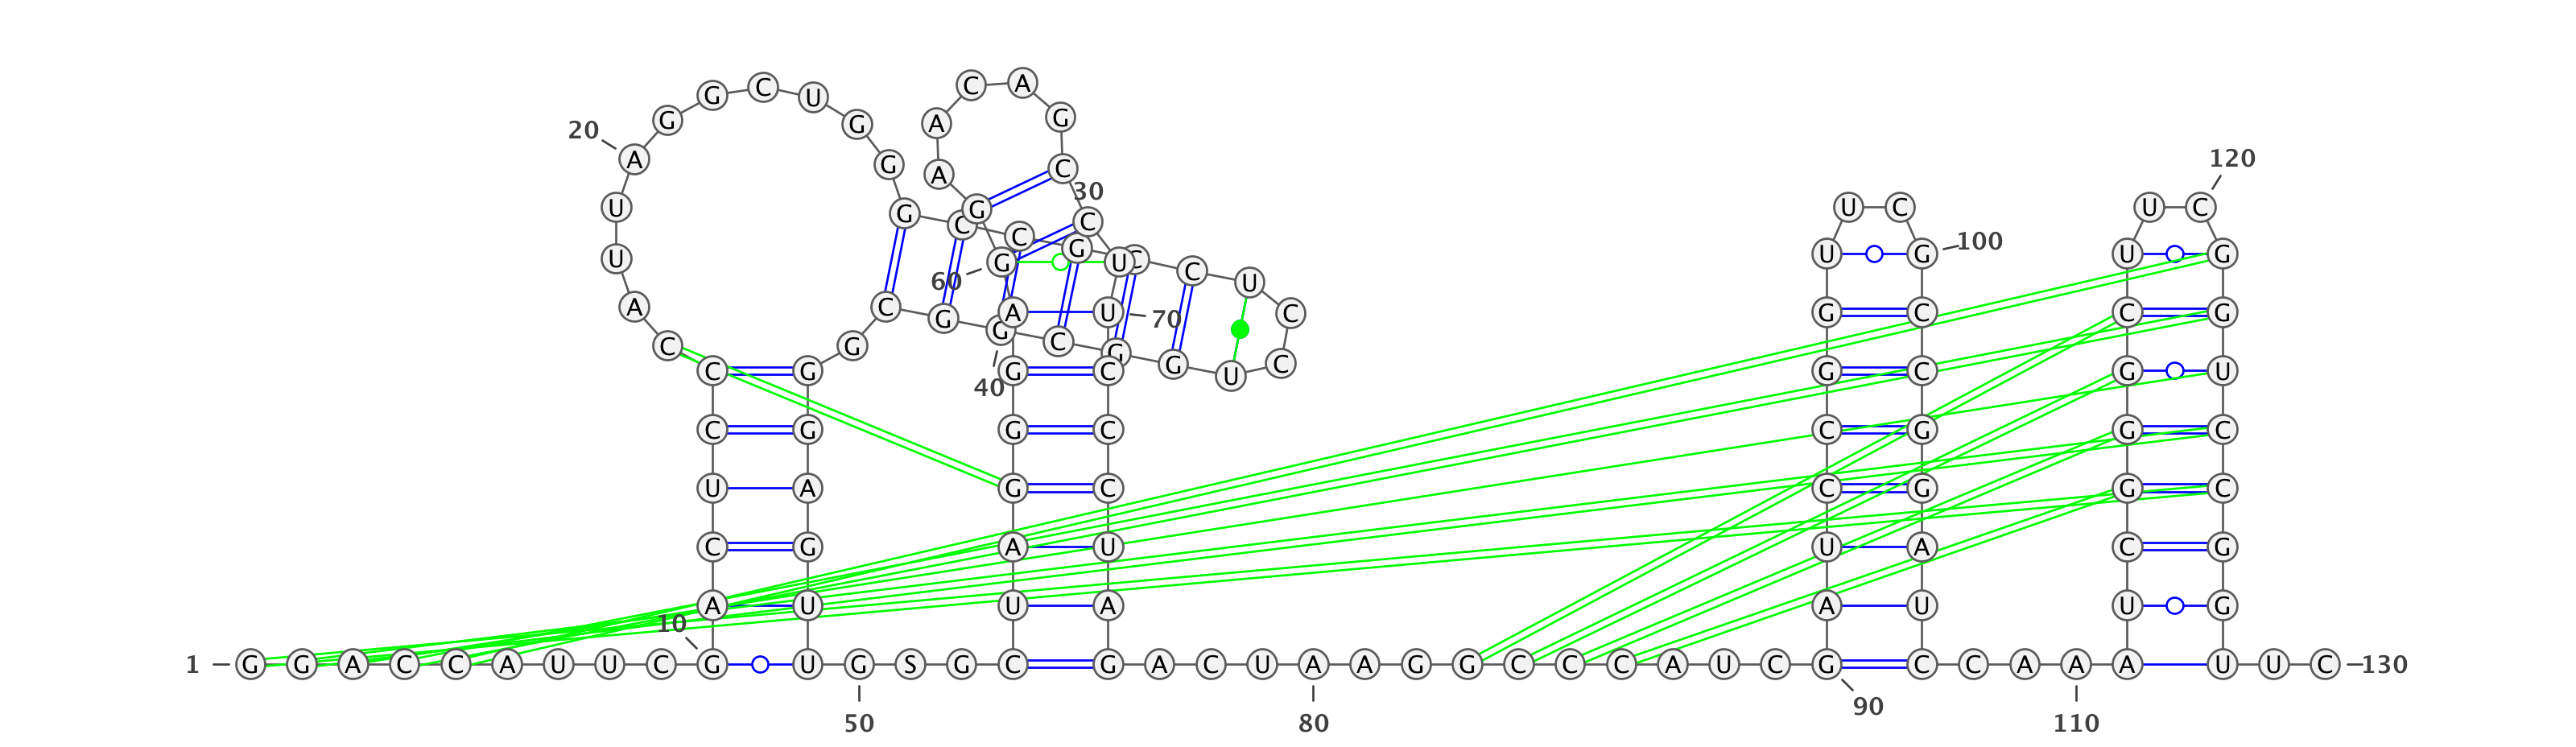 1
G G A C C A U U C G
10
A C U C C C A U U A
20
G G C U G G G C C G
30
C C U C C U G G C G
40
G C G G G A G U U G
50
S G C U A G G G A G
60
G A A C A G C C U U
70
C C C U A G A C U A
80
A G G C C C A U C G
90
A U C C G G U U C G
100
C C G G A U C C A A
110
A U C G G G C U U C
120
G G U C C G G U U C
130